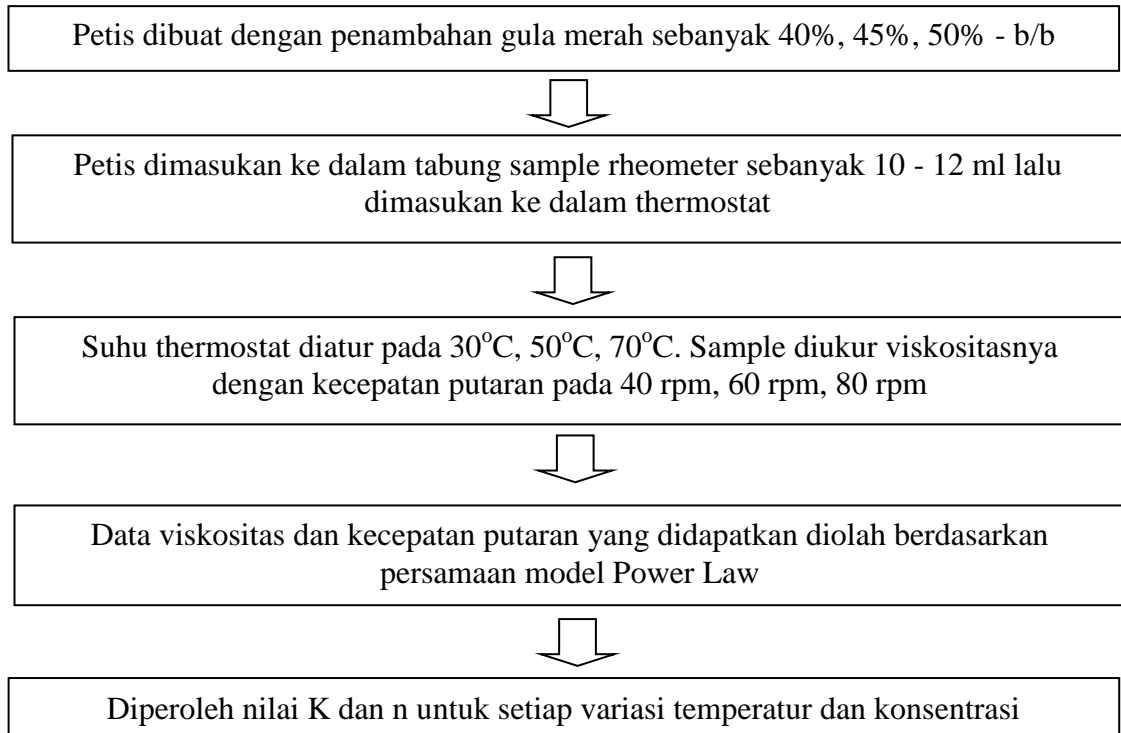 Petis dibuat dengan penambahan gula merah sebanyak 40%, 45%, 50% - b/b
Petis dimasukan ke dalam tabung sample rheometer sebanyak 10 - 12 ml lalu
dimasukan ke dalam thermostat
Suhu thermostat diatur pada 30°C, 50°C, 70°C. Sample diukur viskositasnya
dengan kecepatan putaran pada 40 rpm, 60 rpm, 80 rpm
Data viskositas dan kecepatan putaran yang didapatkan diolah berdasarkan
persamaan model Power Law
Diperoleh nilai K dan n untuk setiap variasi temperatur dan konsentrasi